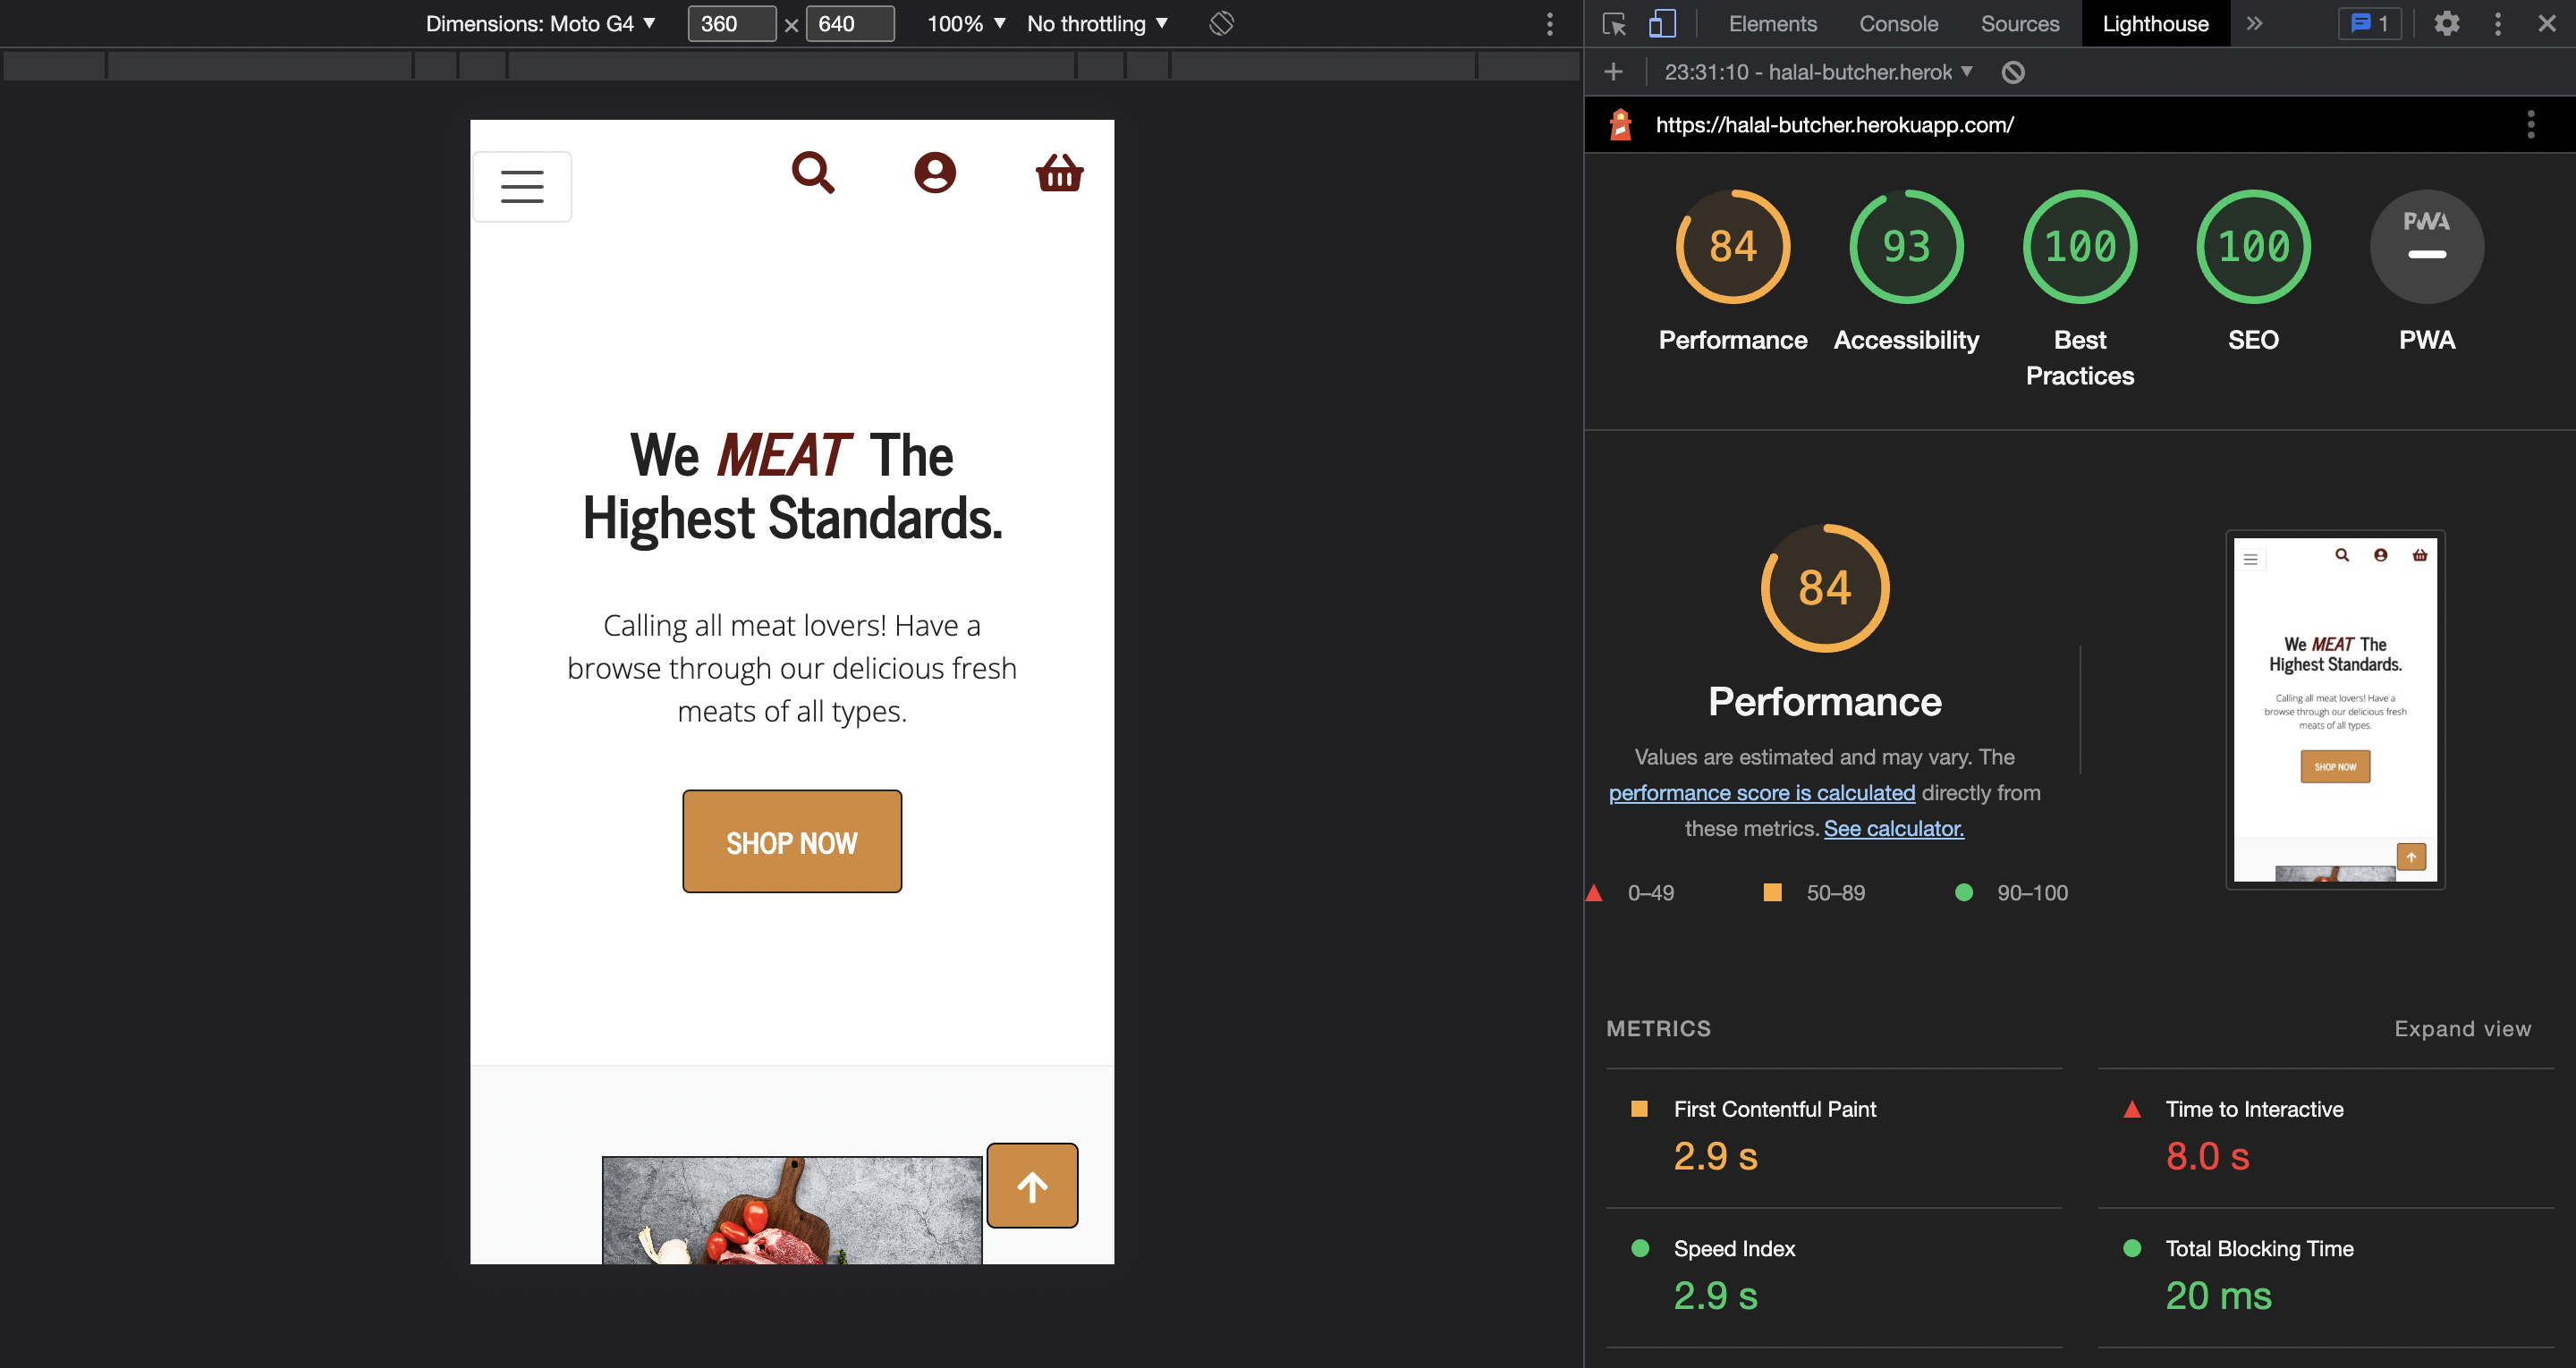 Dimensions: Moto G4 ▼ 360 × 640 100% ▼ No throttling ▼
Elements Console Sources Lighthouse » 1
23:31:10 - halal-butcher.herok ▼
https://halal-butcher.herokuapp.com/
84 93 100 100 PWA
Performance Accessibility Best Practices SEO PWA
We MEAT The
Highest Standards.
Calling all meat lovers! Have a
browse through our delicious fresh
meats of all types.
SHOP NOW
84
Performance
Values are estimated and may vary. The
performance score is calculated directly from
these metrics. See calculator.
0–49 50–89 90–100
We MEAT The
Highest Standards.
Calling all meat lovers! Have a
browse through our delicious fresh
meats of all types.
SHOP NOW
METRICS Expand view
First Contentful Paint
2.9 s
Time to Interactive
8.0 s
Speed Index
2.9 s
Total Blocking Time
20 ms